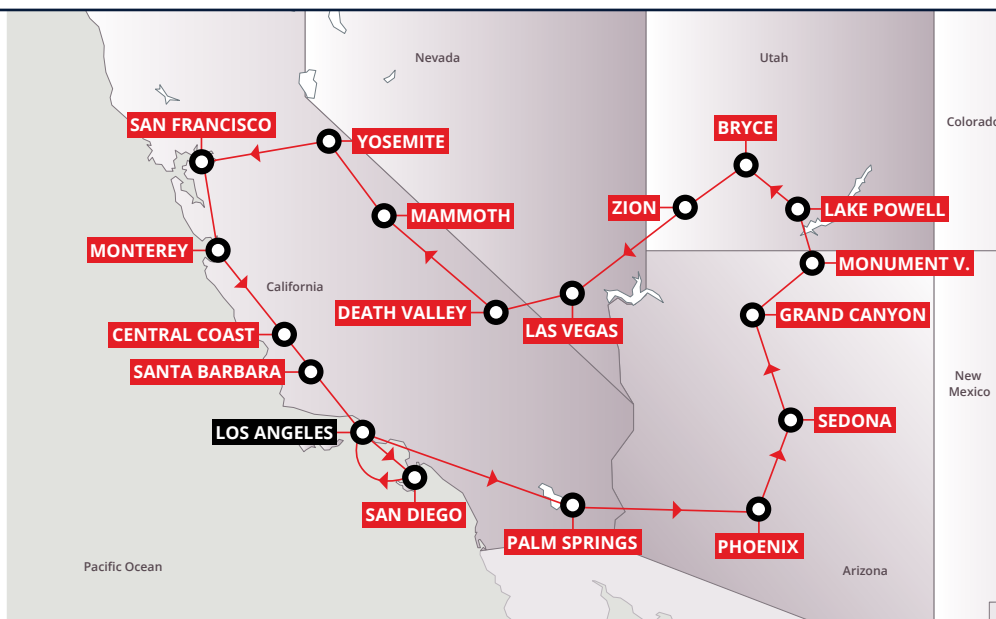 Nevada
Utah
Colorado
SAN FRANCISCO
BRYCE
YOSEMITE
ZION
LAKE POWELL
MAMMOTH
MONTEREY
MONUMENT V.
California
DEATH VALLEY
GRAND CANYON
LAS VEGAS
CENTRAL COAST
SANTA BARBARA
New
Mexico
LOS ANGELES
SEDONA
SAN DIEGO
PALM SPRINGS
PHOENIX
Pacific Ocean
Arizona